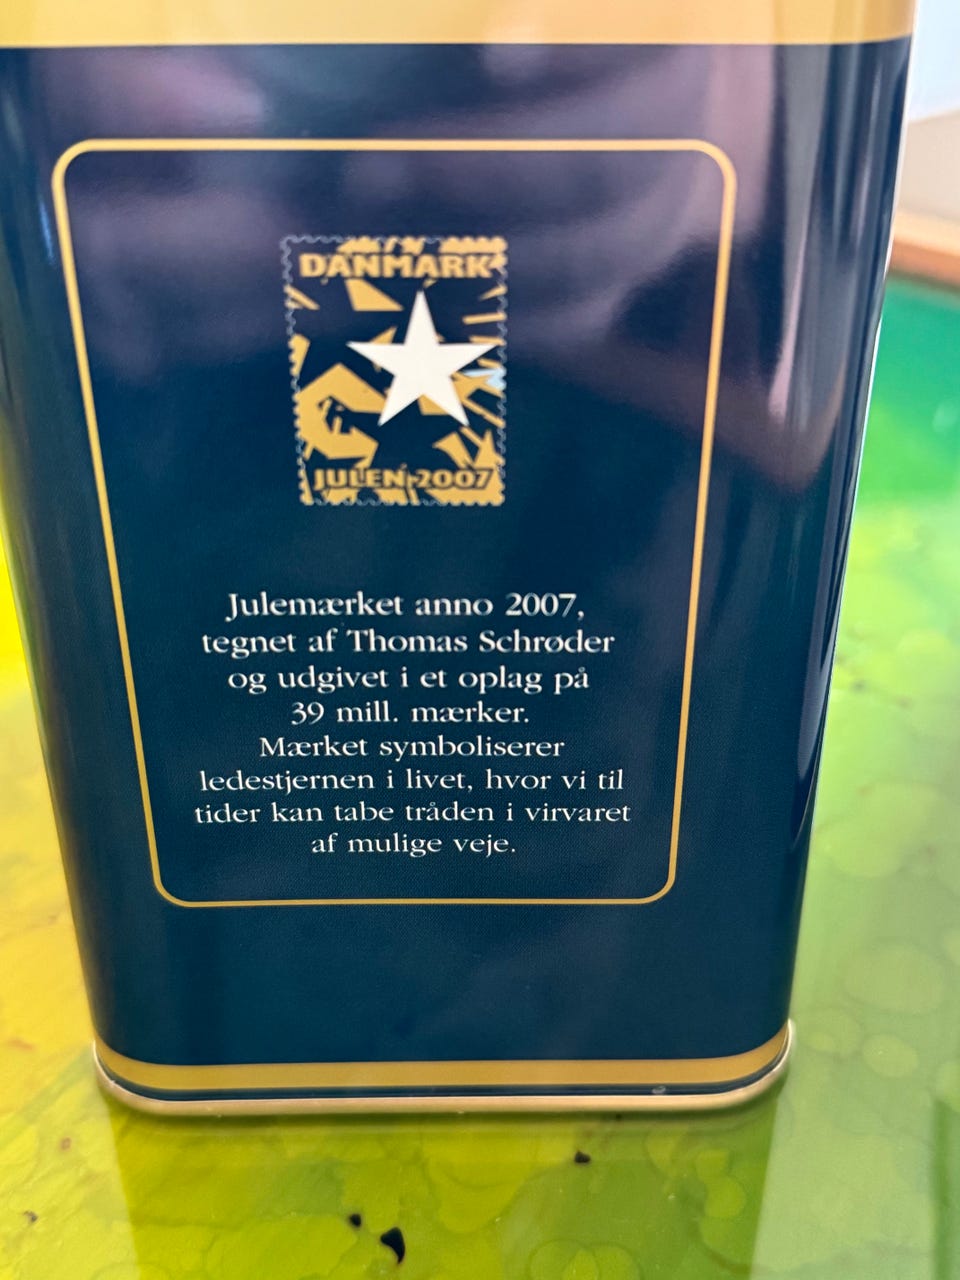 DANMARK
JULEN 2007
Julemærket anno 2007,
tegnet af Thomas Schrøder
og udgivet i et oplag på
39 mill. mærker.
Mærket symboliserer
ledestjernen i livet, hvor vi til
tider kan tabe tråden i virvaret
af mulige veje.